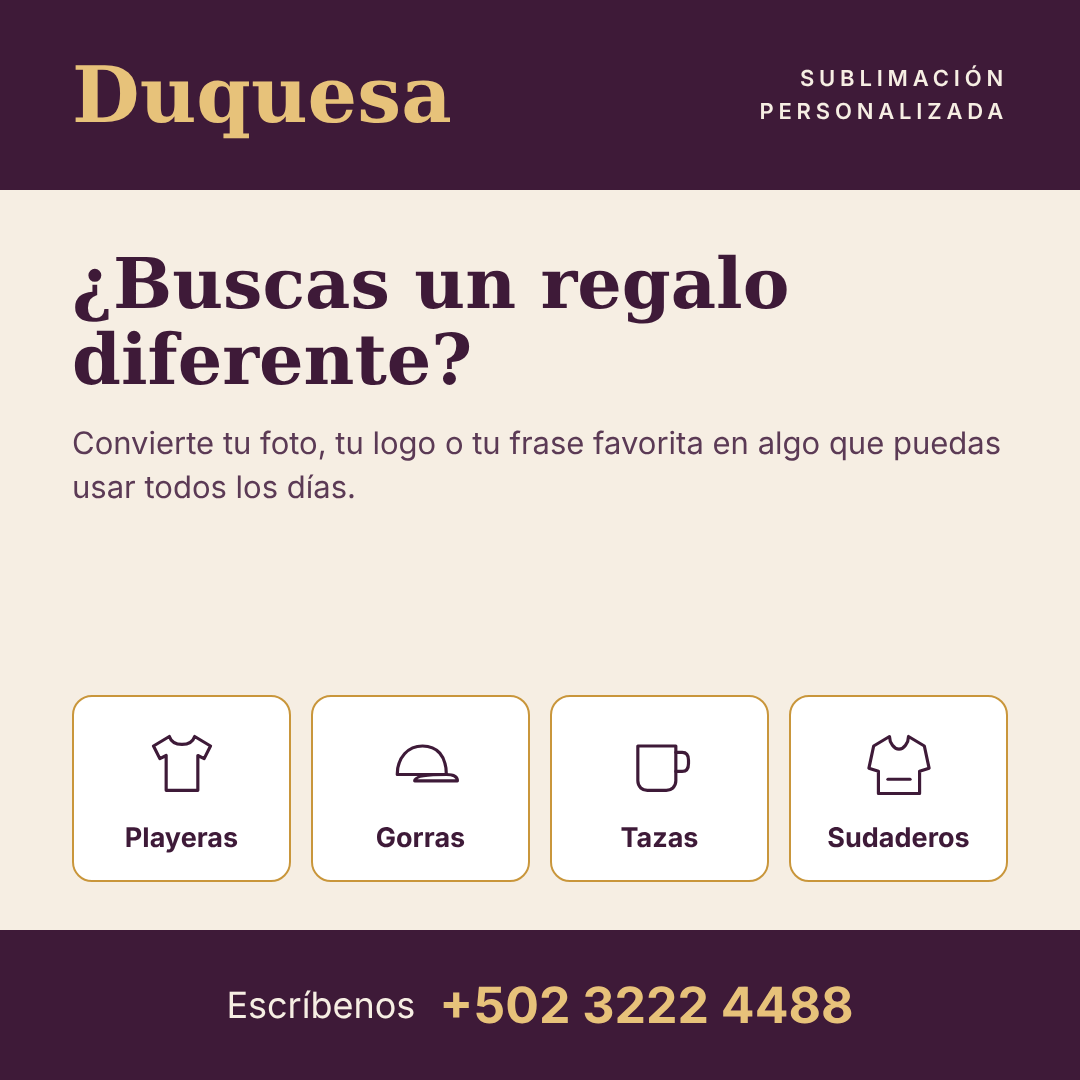 Duquesa
SUBLIMACIÓN
PERSONALIZADA
¿Buscas un regalo
diferente?
Convierte tu foto, tu logo o tu frase favorita en algo que puedas
usar todos los días.
Playeras
Gorras
Tazas
Sudaderos
Escríbenos +502 3222 4488